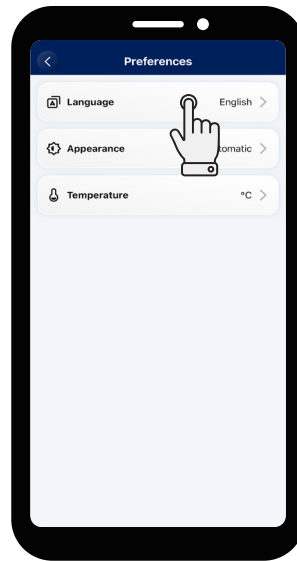 Preferences
Language English
Appearance tomatic
Temperature °C